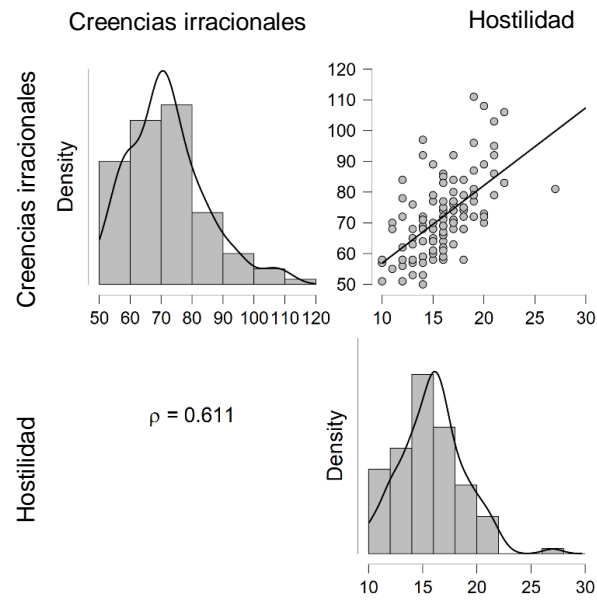 Creencias irracionales
Hostilidad
Creencias irracionales
Density
50 60 70 80 90 100 110 120
120
110
100
90
80
70
60
50
10 15 20 25 30
Hostilidad
ρ = 0.611
Density
10 15 20 25 30